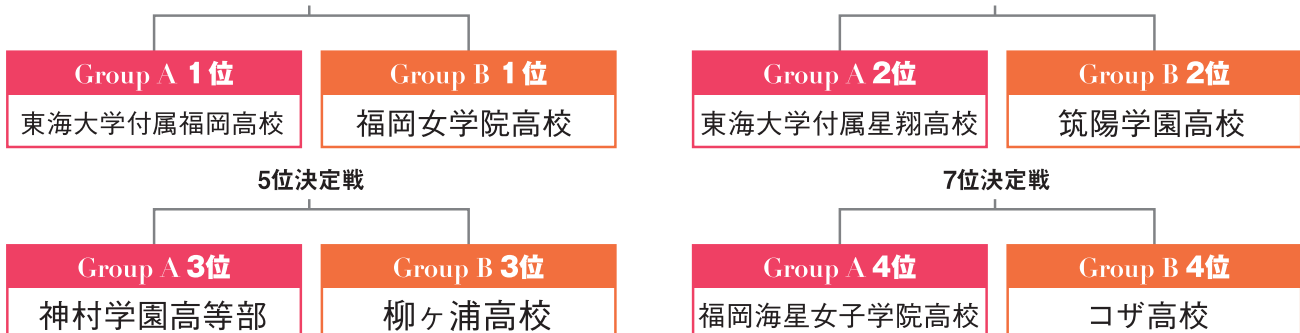 Group A 1位
Group B 1位
Group A 2位
Group B 2位
東海大学付属福岡高校
福岡女学院高校
東海大学付属星翔高校
筑陽学園高校
5位決定戦
7位決定戦
Group A 3位
Group B 3位
Group A 4位
Group B 4位
神村学園高等部
柳ヶ浦高校
福岡海星女子学院高校
コザ高校